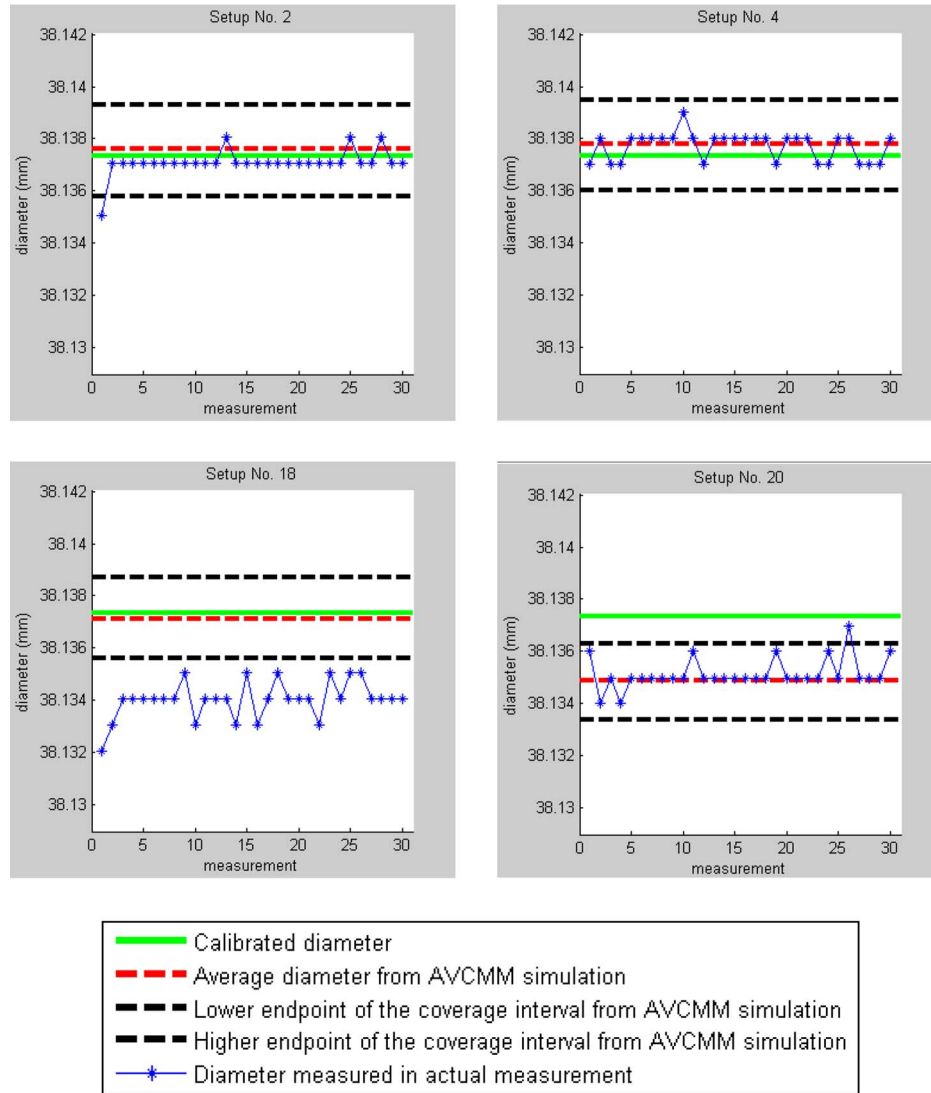 Setup No. 2
38.142
38.14
38.138
38.136
38.134
38.132
38.13
diameter (mm)
0 5 10 15 20 25 30
measurement
Setup No. 4
38.142
38.14
38.138
38.136
38.134
38.132
38.13
diameter (mm)
0 5 10 15 20 25 30
measurement
Setup No. 18
38.142
38.14
38.138
38.136
38.134
38.132
38.13
diameter (mm)
0 5 10 15 20 25 30
measurement
Setup No. 20
38.142
38.14
38.138
38.136
38.134
38.132
38.13
diameter (mm)
0 5 10 15 20 25 30
measurement
Calibrated diameter
Average diameter from AVCMM simulation
Lower endpoint of the coverage interval from AVCMM simulation
Higher endpoint of the coverage interval from AVCMM simulation
Diameter measured in actual measurement